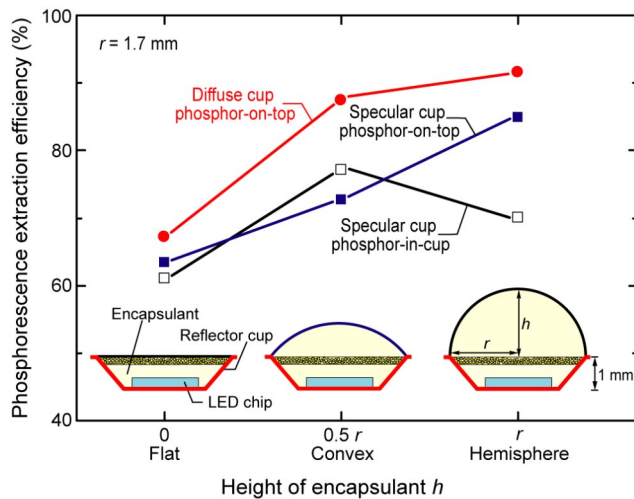 Phosphorescence extraction efficiency (%)
100
80
60
40
r = 1.7 mm
Diffuse cup
phosphor-on-top
Specular cup
phosphor-on-top
Specular cup
phosphor-in-cup
Encapsulant
Reflector cup
LED chip
h
r
1 mm
0
Flat
0.5 r
Convex
r
Hemisphere
Height of encapsulant h